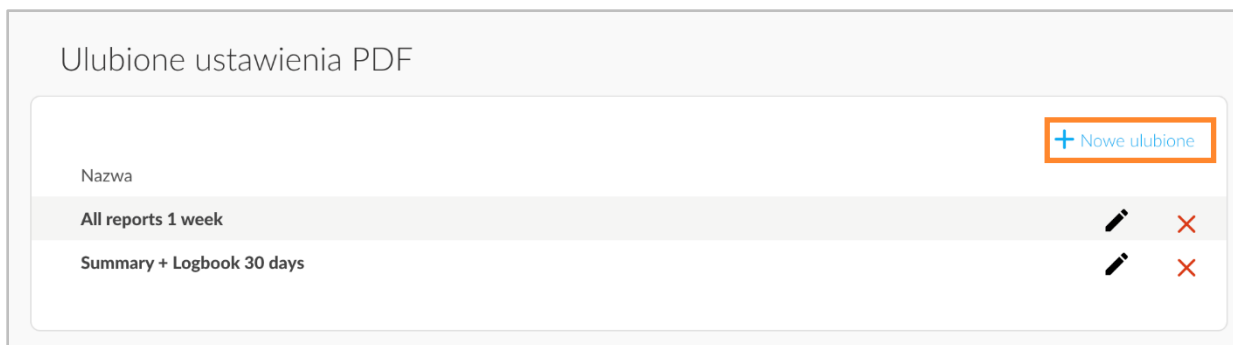 Ulubione ustawienia PDF
+ Nowe ulubione
Nazwa
All reports 1 week
Summary + Logbook 30 days